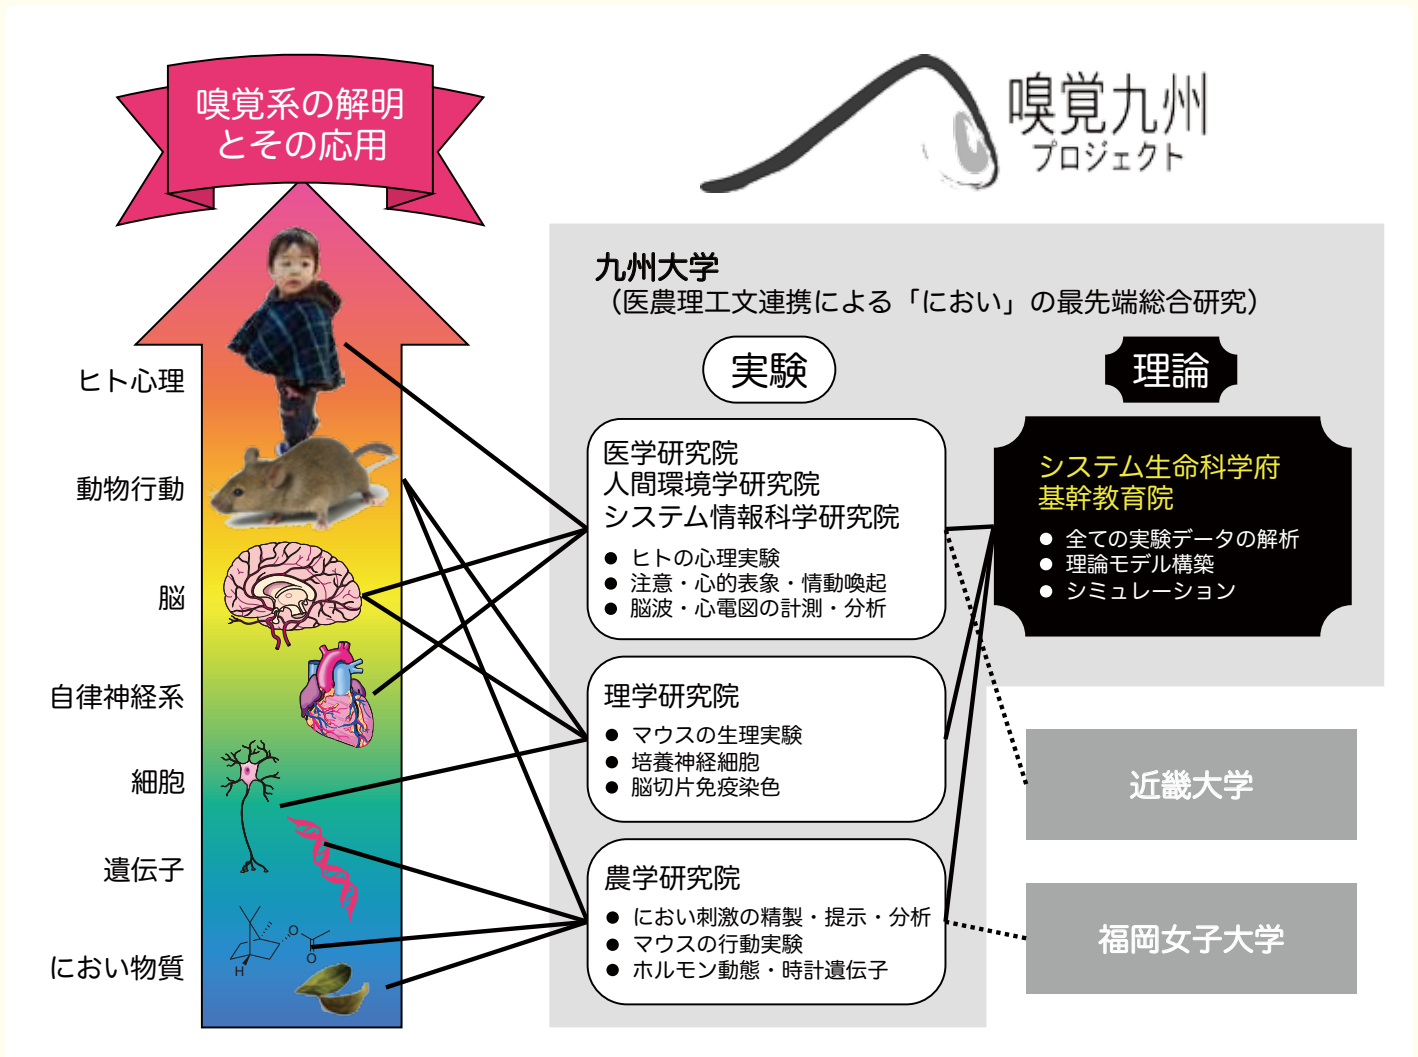 嗅覚系の解明
とその応用
嗅覚九州
プロジェクト
ヒト心理
動物行動
脳
自律神経系
細胞
遺伝子
におい物質
O
O
H
九州大学
（医農理工文連携による「におい」の最先端総合研究）
実験
医学研究院
人間環境学研究院
システム情報科学研究院
● ヒトの心理実験
● 注意・心的表象・情動喚起
● 脳波・心電図の計測・分析
理学研究院
● マウスの生理実験
● 培養神経細胞
● 脳切片免疫染色
農学研究院
● におい刺激の精製・提示・分析
● マウスの行動実験
● ホルモン動態・時計遺伝子
理論
システム生命科学府
基幹教育院
● 全ての実験データの解析
● 理論モデル構築
● シミュレーション
近畿大学
福岡女子大学